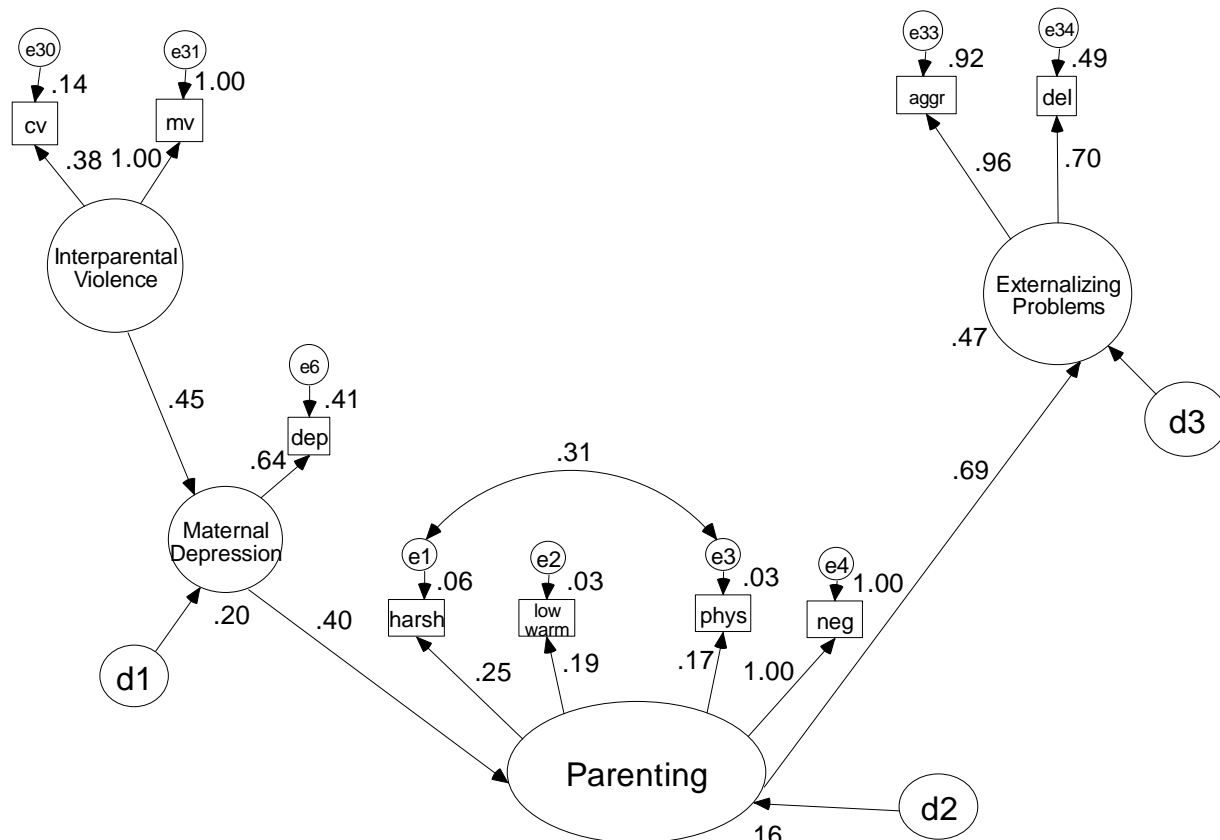 e30
e31
.14
1.00
cv
mv
.38
1.00
Interparental
Violence
e33
e34
.92
.49
aggr
del
.96
.70
Externalizing
Problems
.47
d3
.45
e6
.41
dep
.64
Maternal
Depression
.20
d1
.40
.31
.69
e1
e2
e3
e4
.06
.03
.03
1.00
harsh
low
warm
phys
neg
.25
.19
.17
1.00
Parenting
d2
.16